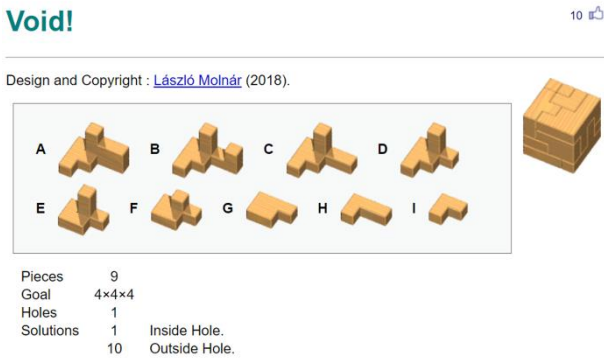 Void!
10
Design and Copyright : László Molnár (2018).
A B C D
E F G H I
Pieces 9
Goal 4×4×4
Holes 1
Solutions 1 Inside Hole.
10 Outside Hole.